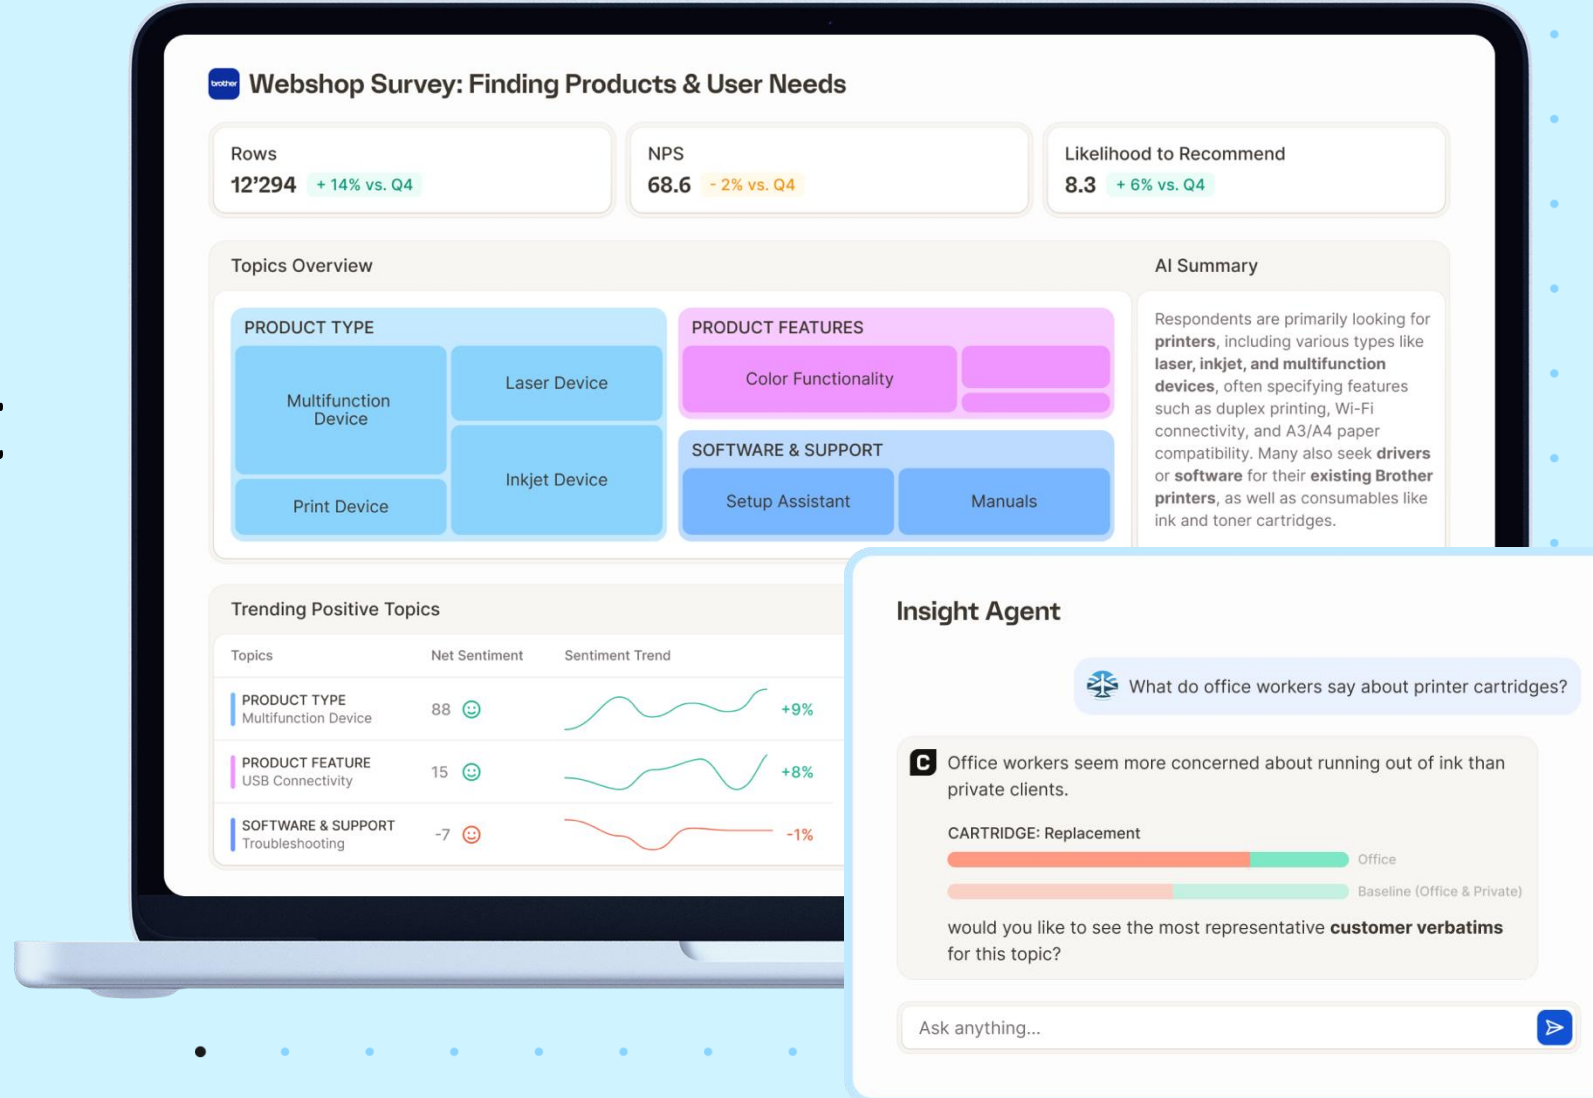 brother
Webshop Survey: Finding Products & User Needs
Rows
12’294 + 14% vs. Q4
NPS
68.6 - 2% vs. Q4
Likelihood to Recommend
8.3 + 6% vs. Q4
Topics Overview
PRODUCT TYPE
Multifunction
Device
Laser Device
Print Device
Inkjet Device
PRODUCT FEATURES
Color Functionality
SOFTWARE & SUPPORT
Setup Assistant
Manuals
AI Summary
Respondents are primarily looking for
printers, including various types like
laser, inkjet, and multifunction
devices, often specifying features
such as duplex printing, Wi-Fi
connectivity, and A3/A4 paper
compatibility. Many also seek drivers
or software for their existing Brother
printers, as well as consumables like
ink and toner cartridges.
Trending Positive Topics
Topics Net Sentiment Sentiment Trend
PRODUCT TYPE
Multifunction Device
88 +9%
PRODUCT FEATURE
USB Connectivity
15 +8%
SOFTWARE & SUPPORT
Troubleshooting
-7 -1%
Insight Agent
What do office workers say about printer cartridges?
C
Office workers seem more concerned about running out of ink than
private clients.
CARTRIDGE: Replacement
Office
Baseline (Office & Private)
would you like to see the most representative customer verbatims
for this topic?
Ask anything...